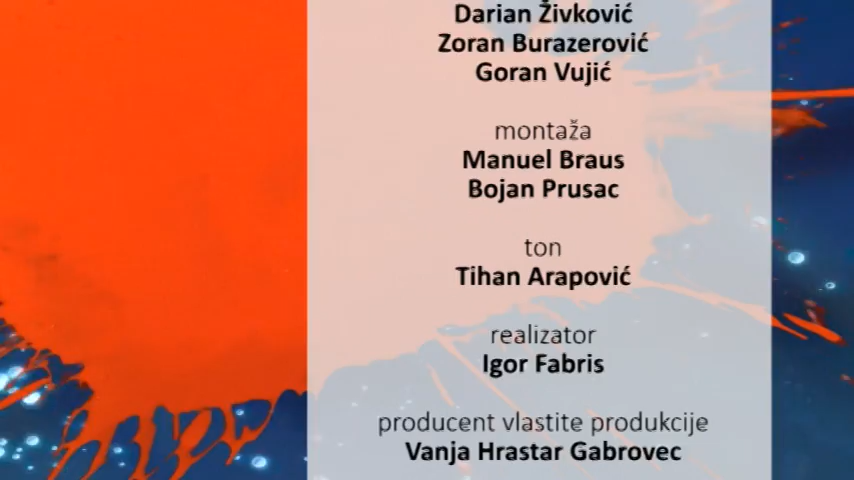 Darian Živković
Zoran Burazerović
Goran Vujić
montaža
Manuel Braus
Bojan Prusac
ton
Tihan Arapović
realizator
Igor Fabris
producent vlastite produkcije
Vanja Hrastar Gabrovec